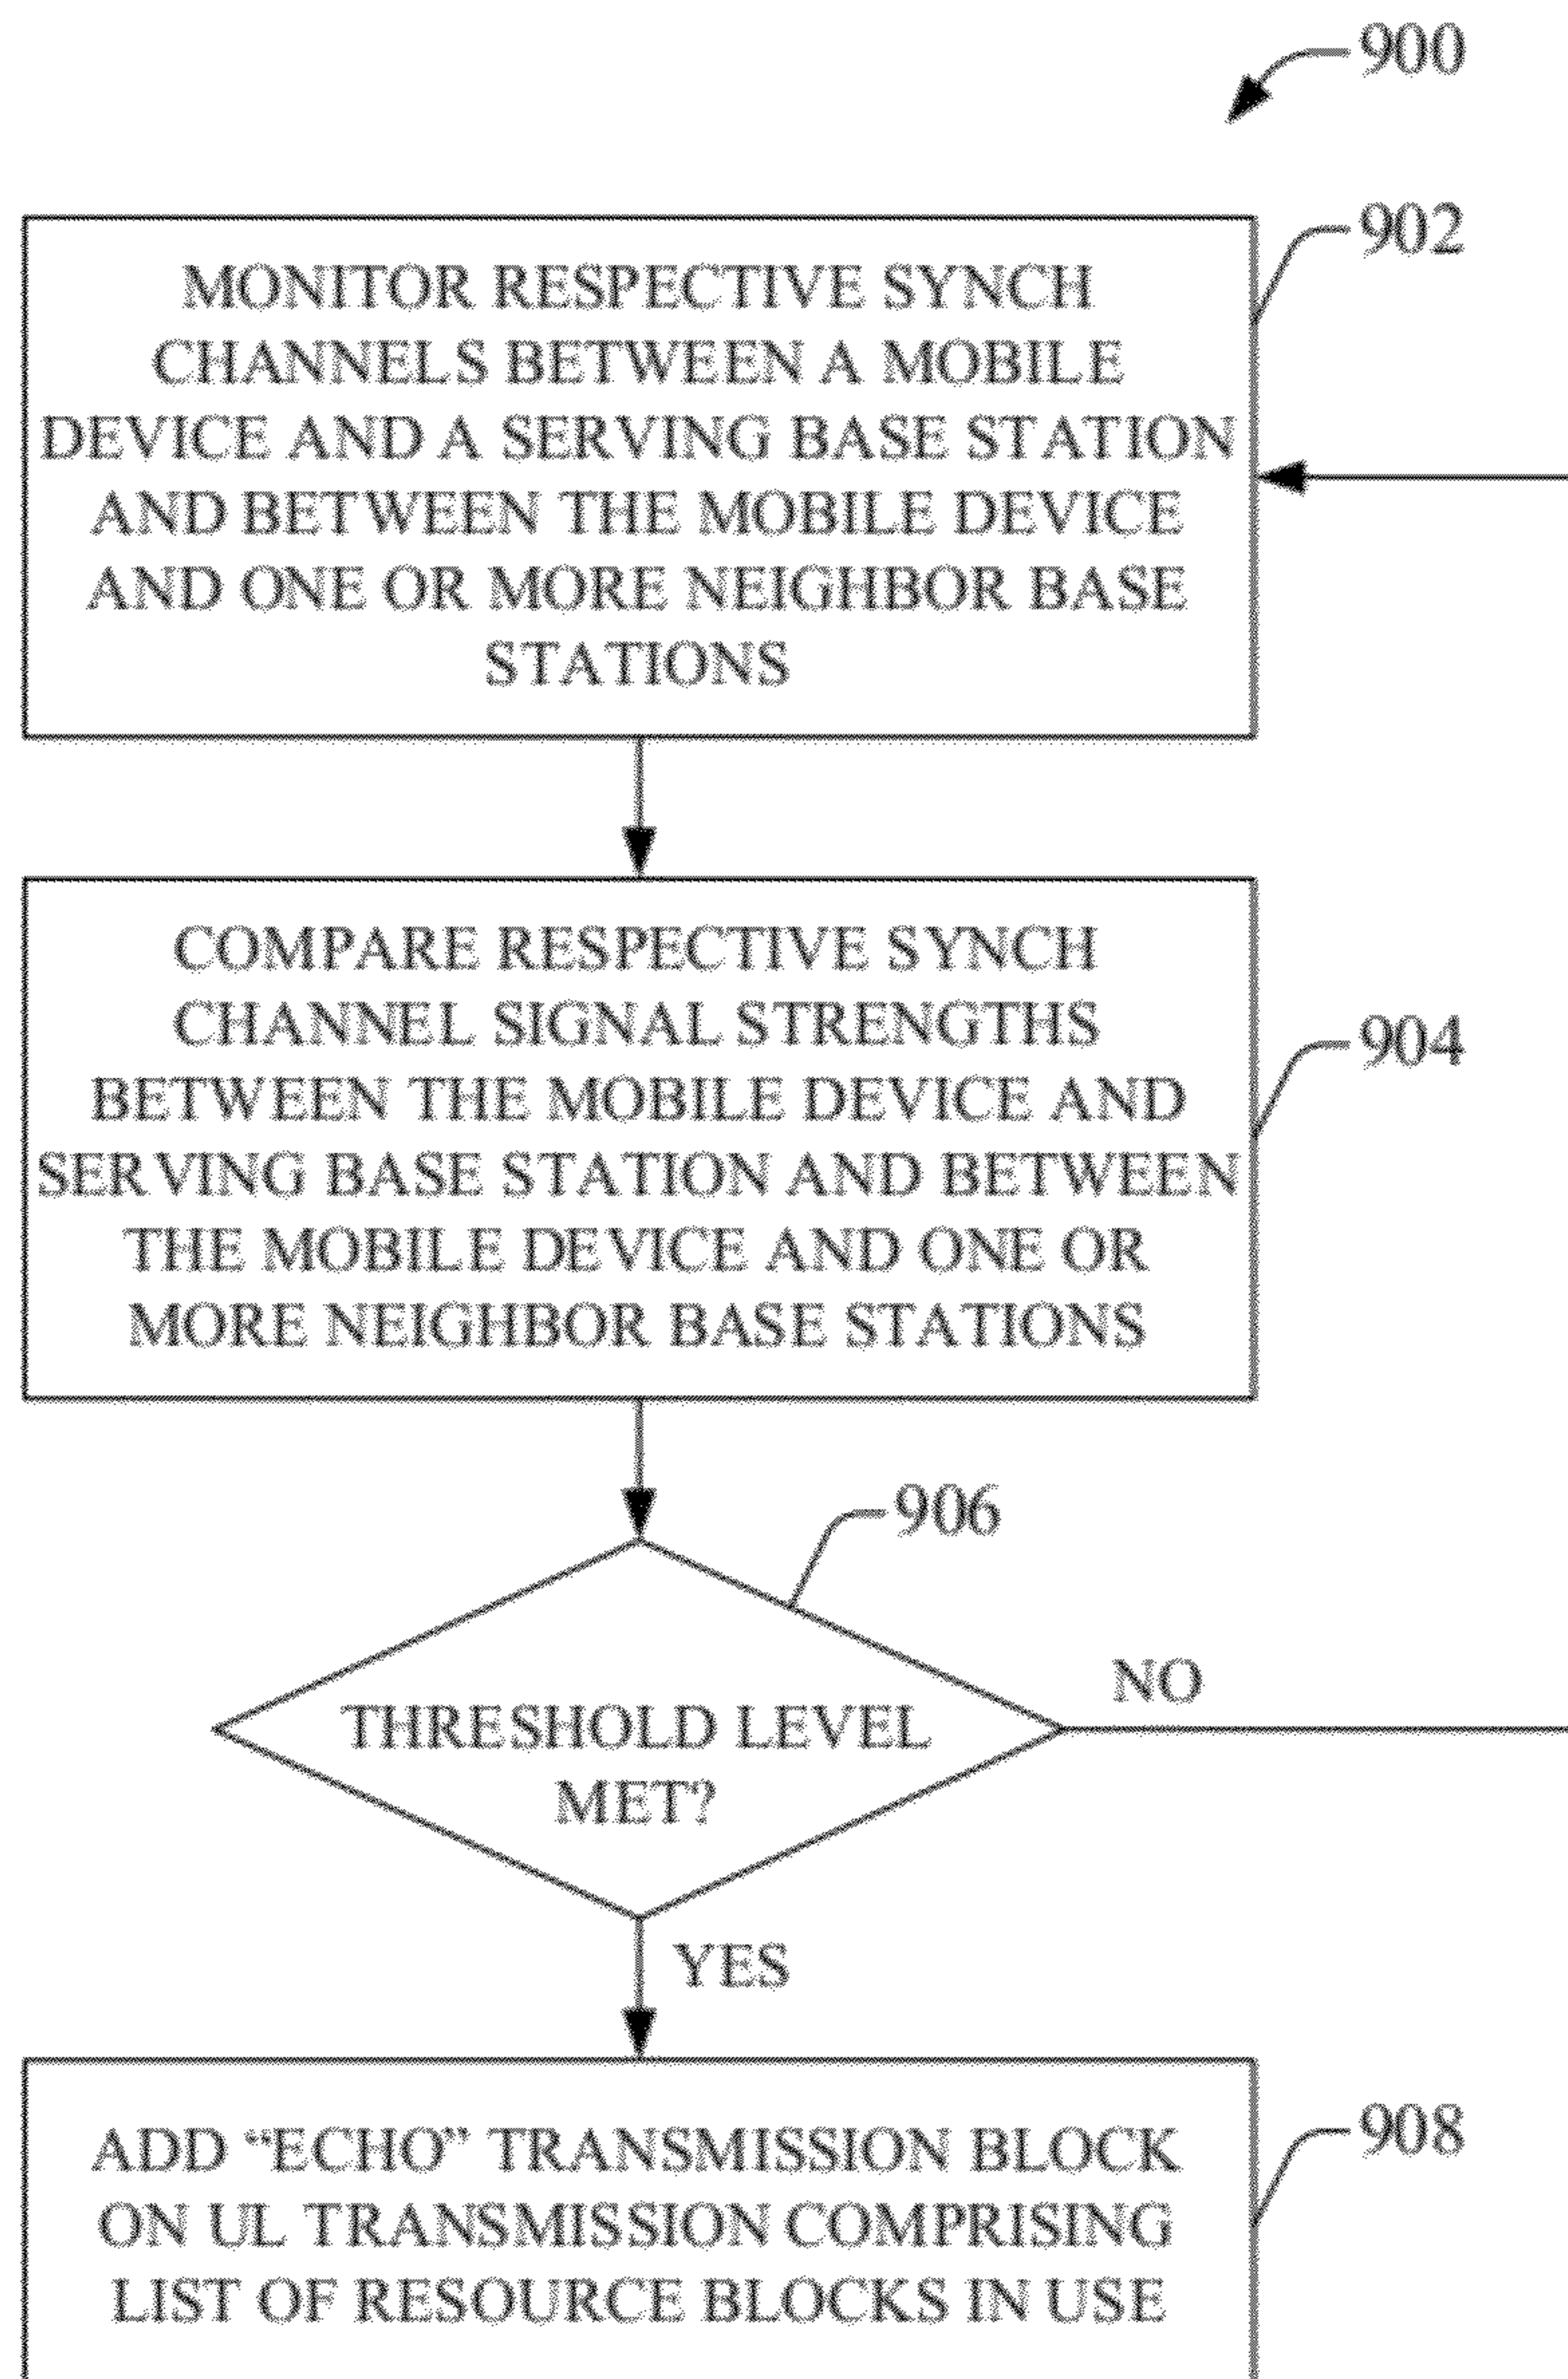 900
902
MONITOR RESPECTIVE SYNCH
CHANNELS BETWEEN A MOBILE
DEVICE AND A SERVING BASE STATION
AND BETWEEN THE MOBILE DEVICE
AND ONE OR MORE NEIGHBOR BASE
STATIONS
COMPARE RESPECTIVE SYNCH
CHANNEL SIGNAL STRENGTHS
904
BETWEEN THE MOBILE DEVICE AND
SERVING BASE STATION AND BETWEEN
THE MOBILE DEVICE AND ONE OR
MORE NEIGHBOR BASE STATIONS
906
NO
THRESHOLD LEVEL
MET?
YES
908
ADD “ECHO” TRANSMISSION BLOCK
ON UL TRANSMISSION COMPRISING
LIST OF RESOURCE BLOCKS IN USE